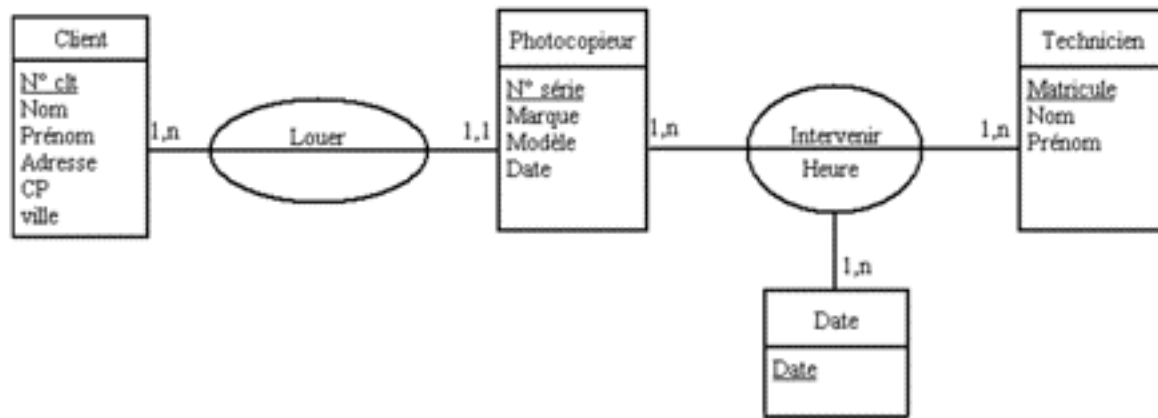 Client
N° clt
Nom
Prénom
Adresse
CP
ville
1,n
Louer
1,1
Photocopieur
N° série
Marque
Modèle
Date
1,n
Intervenir
Heure
1,n
Technicien
Matricule
Nom
Prénom
1,n
Date
Date